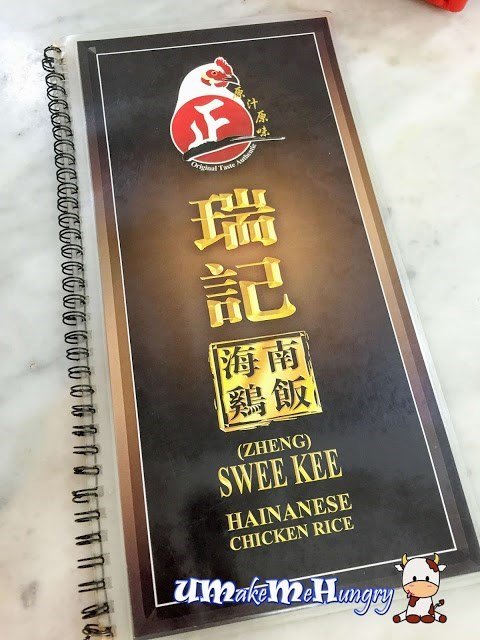 原汁原味
正
Original Taste Authentic
瑞
記
海南
鷄飯
(ZHENG)
SWEE KEE
HAINANESE
CHICKEN RICE
UMakeMeHungry